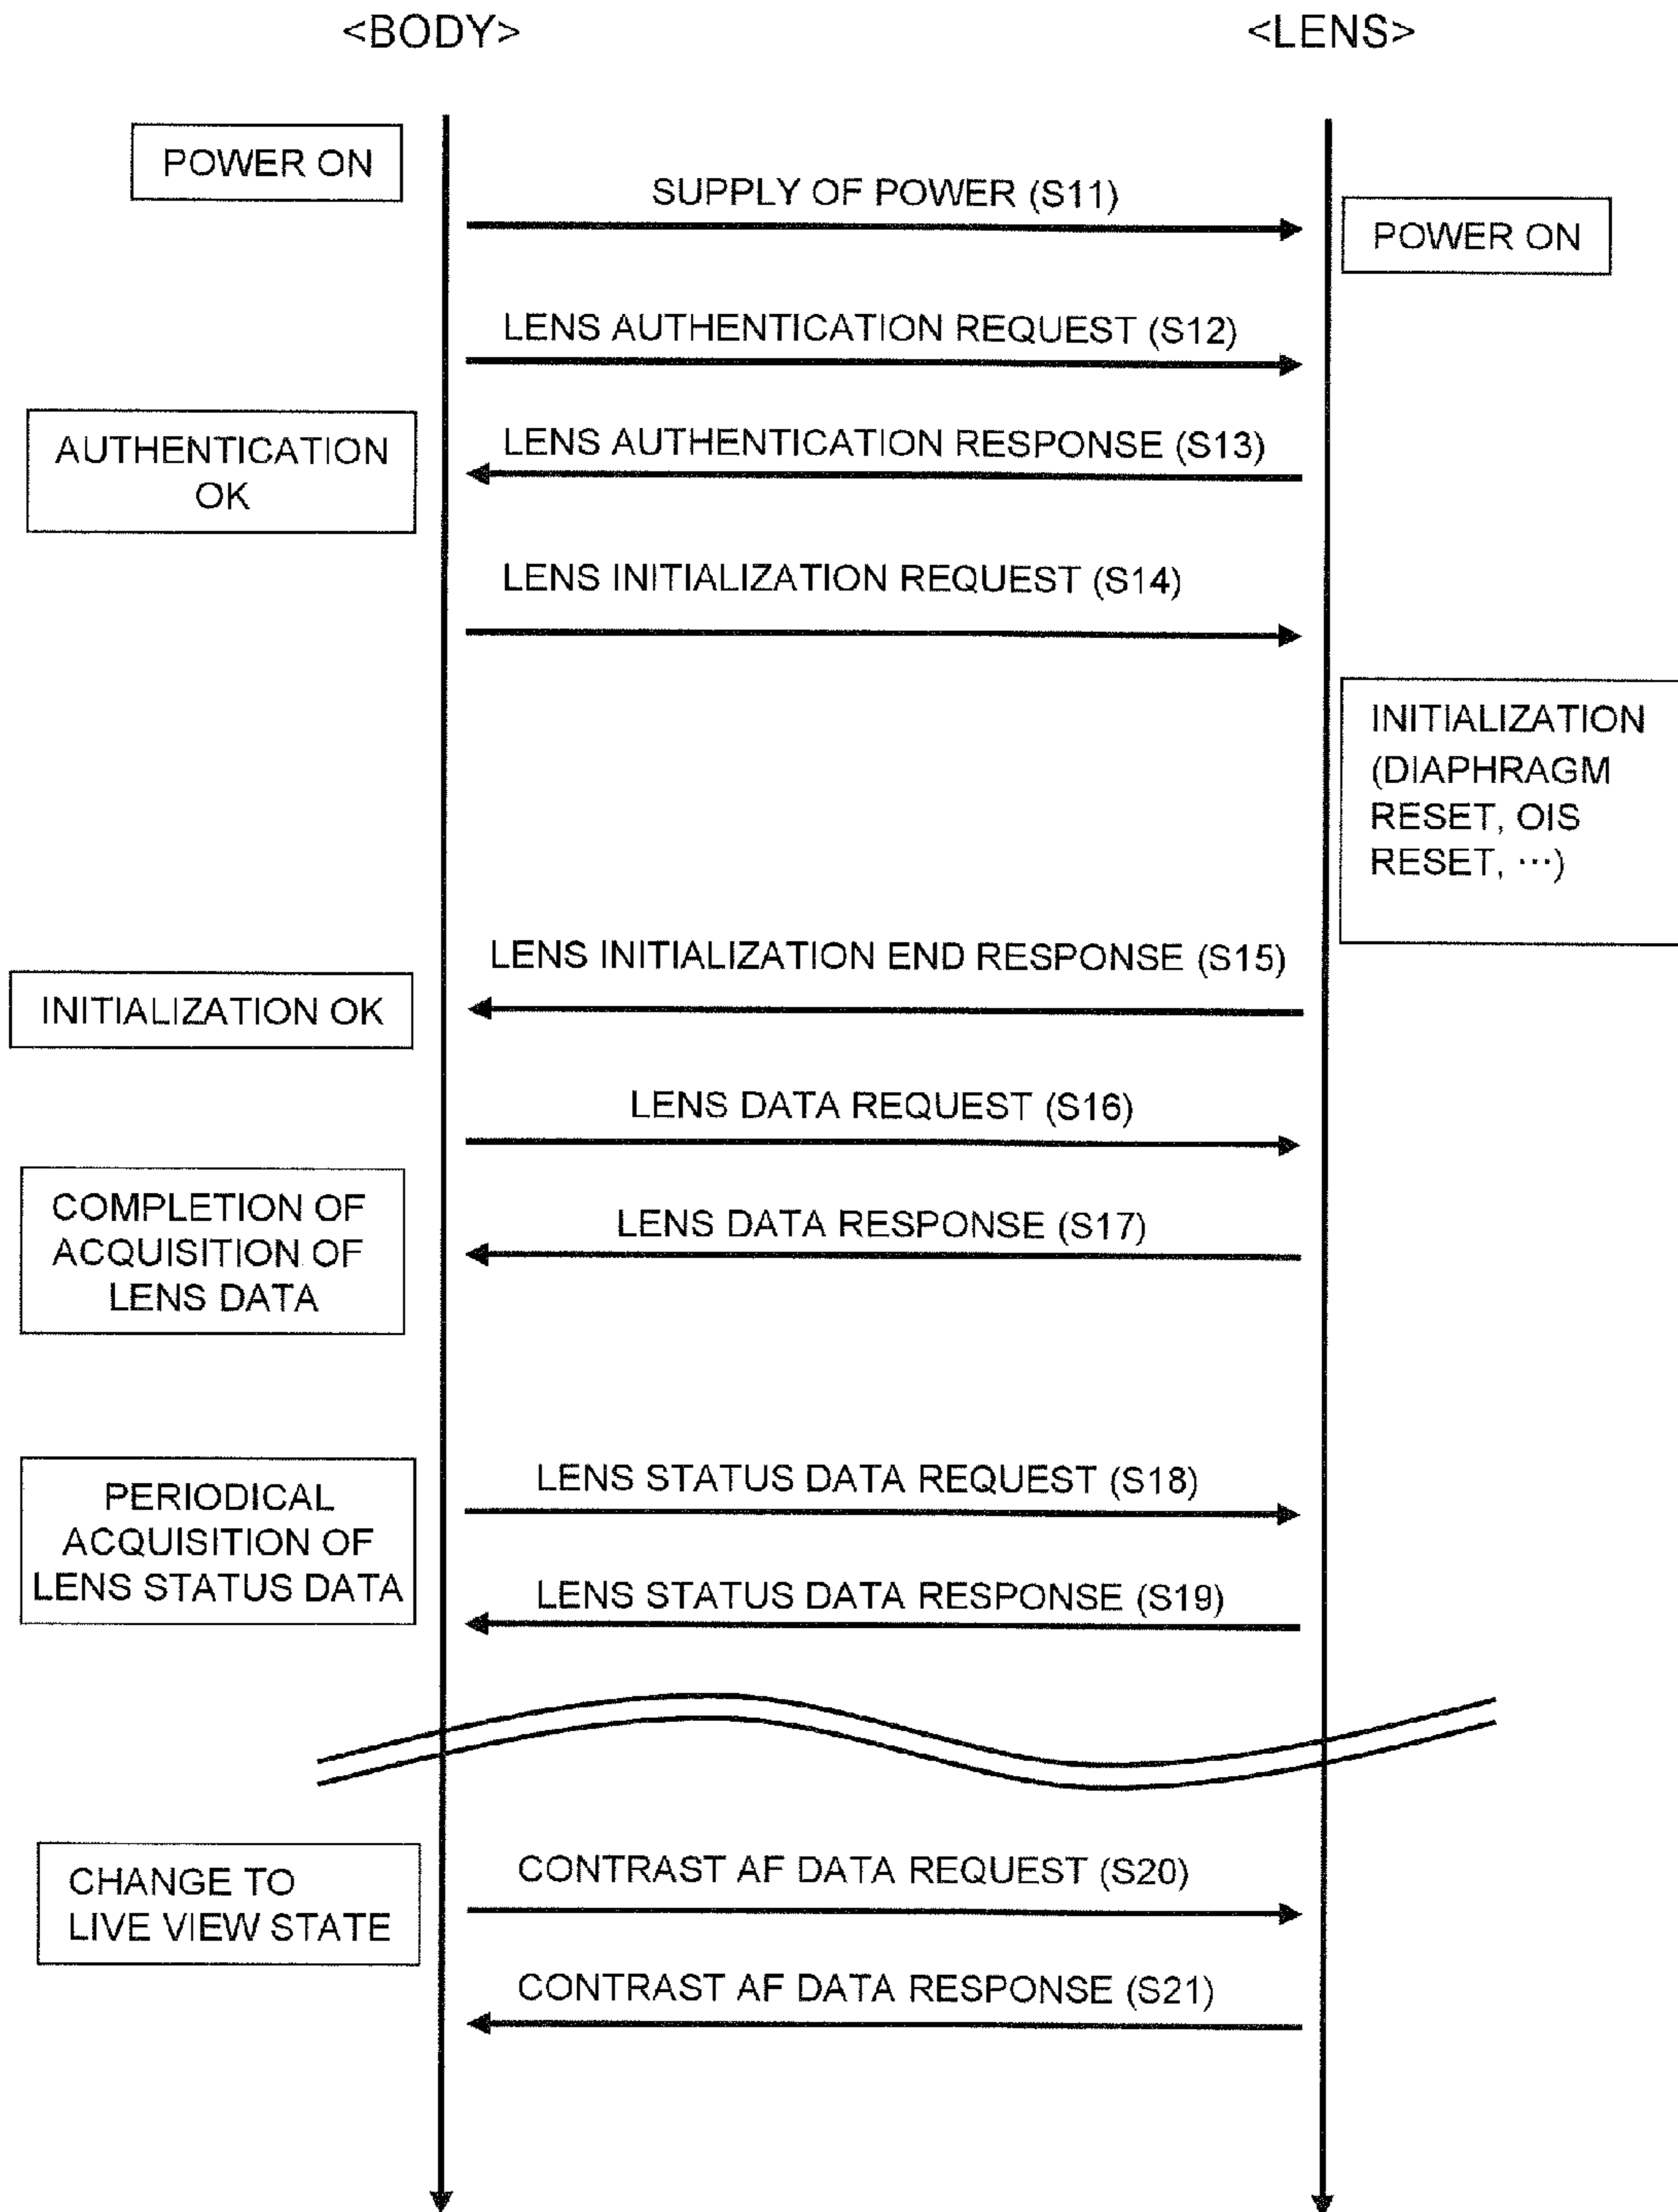 <BODY>
<LENS>
POWER ON
SUPPLY OF POWER (S11)
POWER ON
LENS AUTHENTICATION REQUEST (S12)
AUTHENTICATION
OK
LENS AUTHENTICATION RESPONSE (S13)
LENS INITIALIZATION REQUEST (S14)
INITIALIZATION
(DIAPHRAGM
RESET, OIS
RESET, ···)
LENS INITIALIZATION END RESPONSE (S15)
INITIALIZATION OK
LENS DATA REQUEST (S16)
COMPLETION OF
ACQUISITION OF
LENS DATA
LENS DATA RESPONSE (S17)
PERIODICAL
ACQUISITION OF
LENS STATUS DATA
LENS STATUS DATA REQUEST (S18)
LENS STATUS DATA RESPONSE (S19)
CHANGE TO
LIVE VIEW STATE
CONTRAST AF DATA REQUEST (S20)
CONTRAST AF DATA RESPONSE (S21)